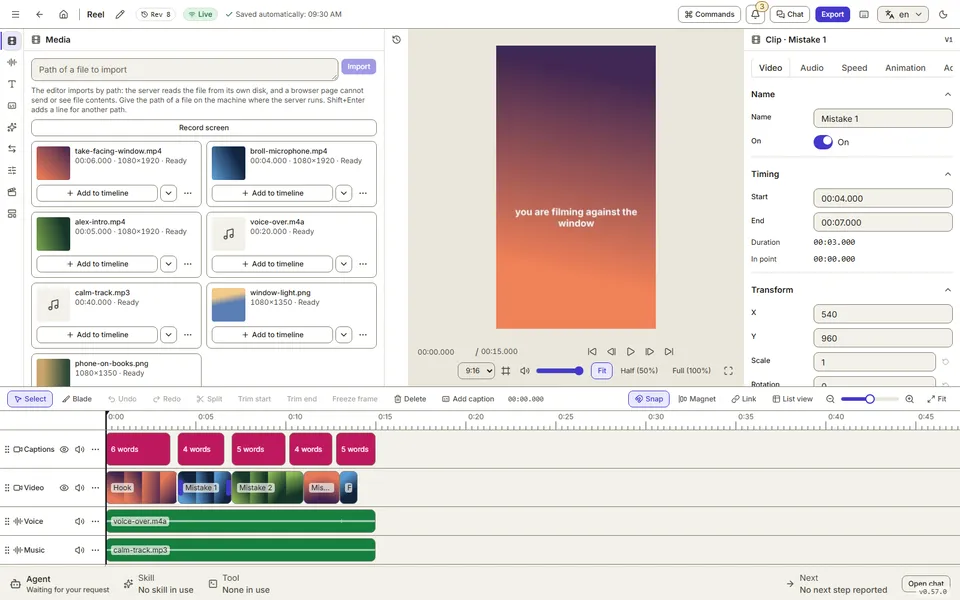 Reel
Rev 8
Live
Saved automatically: 09:30 AM
Commands
3
Chat
Export
en
Media
Path of a file to import
Import
The editor imports by path: the server reads the file from its own disk, and a browser page cannot
send or see file contents. Give the path of a file on the machine where the server runs. Shift+Enter
adds a line for another path.
Record screen
take-facing-window.mp4
00:06.000 · 1080×1920 · Ready
Add to timeline
broll-microphone.mp4
00:04.000 · 1080×1920 · Ready
Add to timeline
alex-intro.mp4
00:05.000 · 1080×1920 · Ready
Add to timeline
voice-over.m4a
00:20.000 · Ready
Add to timeline
calm-track.mp3
00:40.000 · Ready
Add to timeline
window-light.png
1080×1350 · Ready
Add to timeline
phone-on-books.png
1080×1350 · Ready
you are filming against the
window
00:00.000 / 00:15.000
9:16
Fit
Half (50%)
Full (100%)
Clip · Mistake 1
V1
Video
Audio
Speed
Animation
Ac
Name
Name
Mistake 1
On
On
Timing
Start
00:04.000
End
00:07.000
Duration
00:03.000
In point
00:00.000
Transform
X
540
Y
960
Scale
1
Rotation
0
Select
Blade
Undo
Redo
Split
Trim start
Trim end
Freeze frame
Delete
Add caption
00:00.000
Snap
Magnet
Link
List view
Fit
0:00
0:05
0:10
0:15
0:20
0:25
0:30
0:35
0:40
0:45
Captions
6 words
4 words
5 words
4 words
5 words
Video
Hook
Mistake 1
Mistake 2
Mis...
Voice
voice-over.m4a
Music
calm-track.mp3
Agent
Waiting for your request
Skill
No skill in use
Tool
None in use
Next
No next step reported
Open chat
v0.57.0